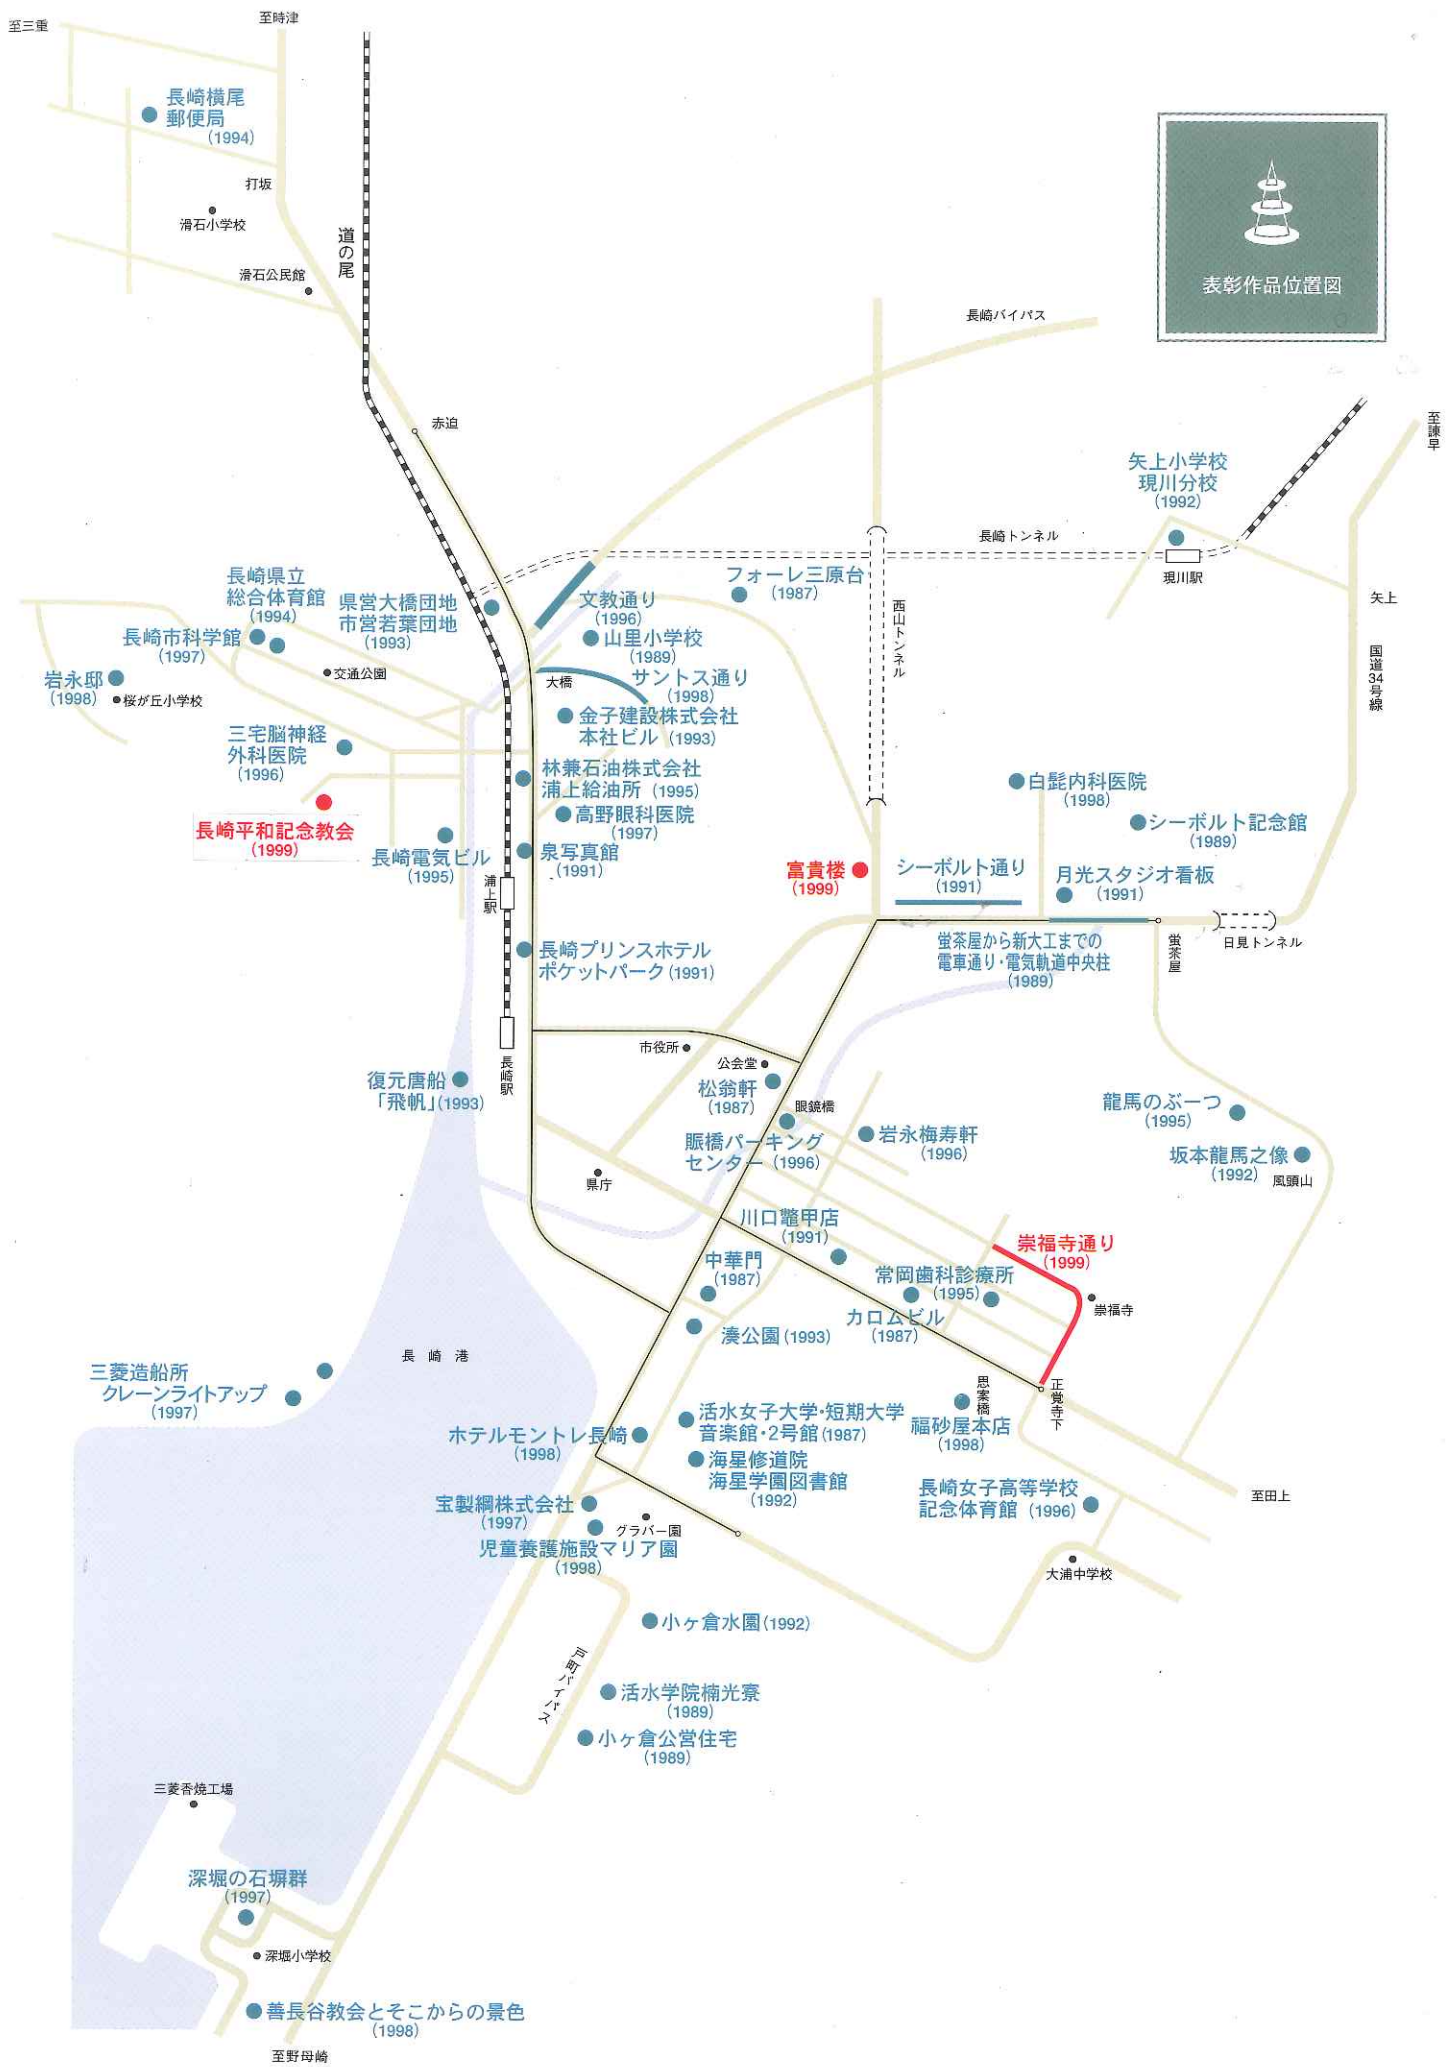 至三重
至時津
長崎横尾
郵便局
(1994)
打坂
滑石小学校
滑石公民館
道の尾
表彰作品位置図
長崎バイパス
赤迫
至諫早
矢上小学校
現川分校
(1992)
長崎トンネル
現川駅
矢上
国道34号線
長崎県立
総合体育館
(1994)
長崎市科学館
(1997)
県営大橋団地
市営若葉団地
(1993)
文教通り
(1996)
フォーレ三原台
(1987)
西山トンネル
山里小学校
(1989)
岩永邸
(1998)
桜が丘小学校
交通公園
大橋
サントス通り
(1998)
金子建設株式会社
本社ビル (1993)
三宅脳神経
外科医院
(1996)
林兼石油株式会社
浦上給油所 (1995)
白髭内科医院
(1998)
長崎平和記念教会
(1999)
高野眼科医院
(1997)
シーボルト記念館
(1989)
長崎電気ビル
(1995)
泉写真館
(1991)
浦上駅
富貴楼
(1999)
シーボルト通り
(1991)
月光スタジオ看板
(1991)
長崎プリンスホテル
ポケットパーク (1991)
蛍茶屋から新大工までの
電車通り・電気軌道中央柱
(1989)
蛍茶屋
日見トンネル
長崎駅
市役所
公会堂
復元唐船
「飛帆」(1993)
松翁軒
(1987)
眼鏡橋
賑橋パーキング
センター (1996)
岩永梅寿軒
(1996)
龍馬のぶーつ
(1995)
坂本龍馬之像
(1992)
風頭山
県庁
川口鼈甲店
(1991)
中華門
(1987)
崇福寺通り
(1999)
常岡歯科診療所
(1995)
崇福寺
カロムビル
(1987)
湊公園 (1993)
長崎港
三菱造船所
クレーンライトアップ
(1997)
思案橋
正覚寺下
活水女子大学・短期大学
音楽館・2号館 (1987)
福砂屋本店
(1998)
ホテルモントレ長崎
(1998)
海星修道院
海星学園図書館
(1992)
長崎女子高等学校
記念体育館 (1996)
至田上
宝製綱株式会社
(1997)
グラバー園
児童養護施設マリア園
(1998)
大浦中学校
小ヶ倉水園 (1992)
戸町バイパス
活水学院楠光寮
(1989)
小ヶ倉公営住宅
(1989)
三菱香焼工場
深堀の石塀群
(1997)
深堀小学校
善長谷教会とそこからの景色
(1998)
至野母崎